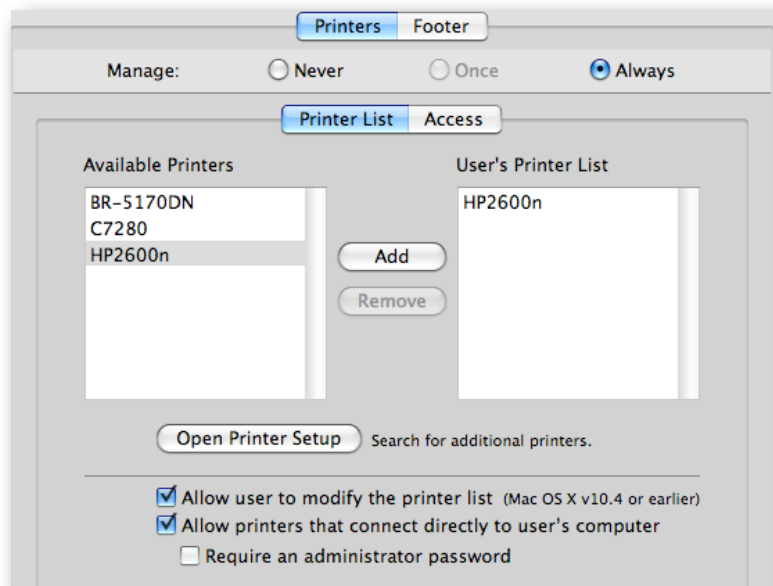 Printers Footer
Manage: Never Once Always
Printer List Access
Available Printers User's Printer List
BR-5170DN HP2600n
C7280
HP2600n
Add
Remove
Open Printer Setup Search for additional printers.
Allow user to modify the printer list (Mac OS X v10.4 or earlier)
Allow printers that connect directly to user's computer
Require an administrator password